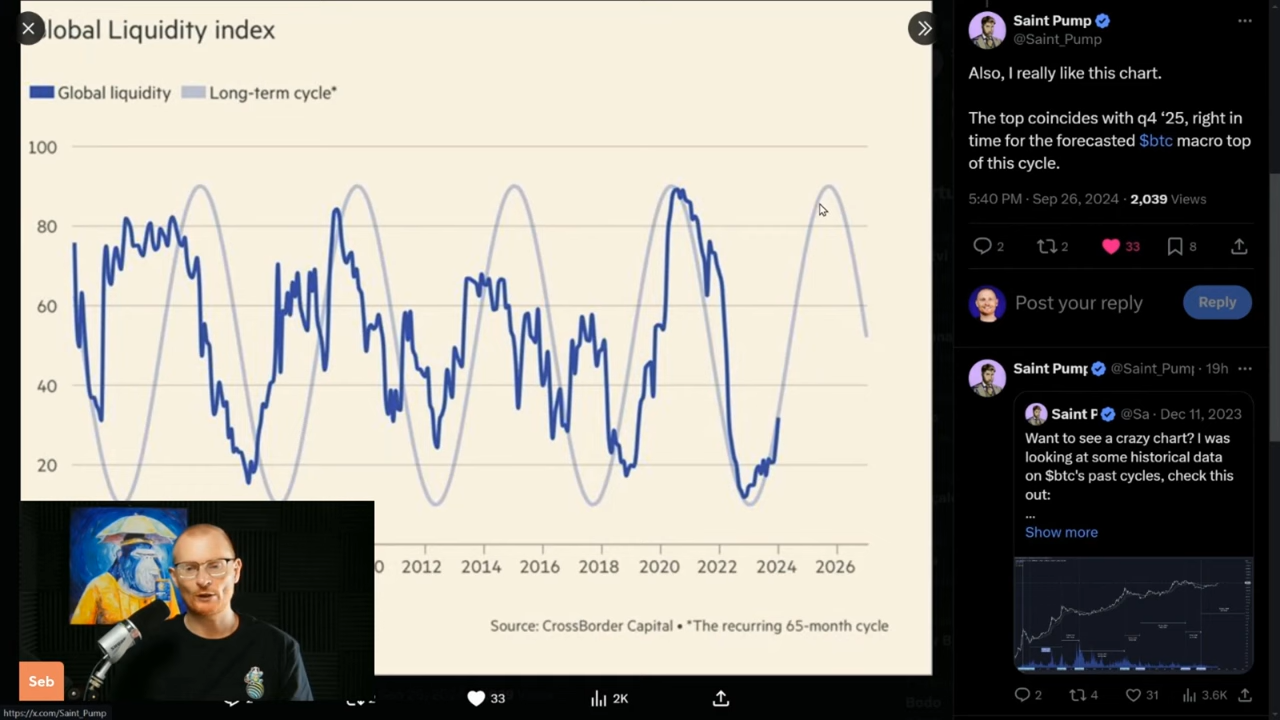 lobal Liquidity index
Global liquidity Long-term cycle*
100
80
60
40
20
0 2012 2014 2016 2018 2020 2022 2024 2026
Source: CrossBorder Capital • *The recurring 65-month cycle
Seb
33
2K
https://x.com/Saint_Pump
Saint Pump
@Saint_Pump
Also, I really like this chart.
The top coincides with q4 ‘25, right in
time for the forecasted $btc macro top
of this cycle.
5:40 PM · Sep 26, 2024 · 2,039 Views
2 2 33 8
Post your reply
Reply
Saint Pump @Saint_Pump · 19h
Saint P @Sa · Dec 11, 2023
Want to see a crazy chart? I was
looking at some historical data
on $btc's past cycles, check this
out:
...
Show more
2 4 31 3.6K